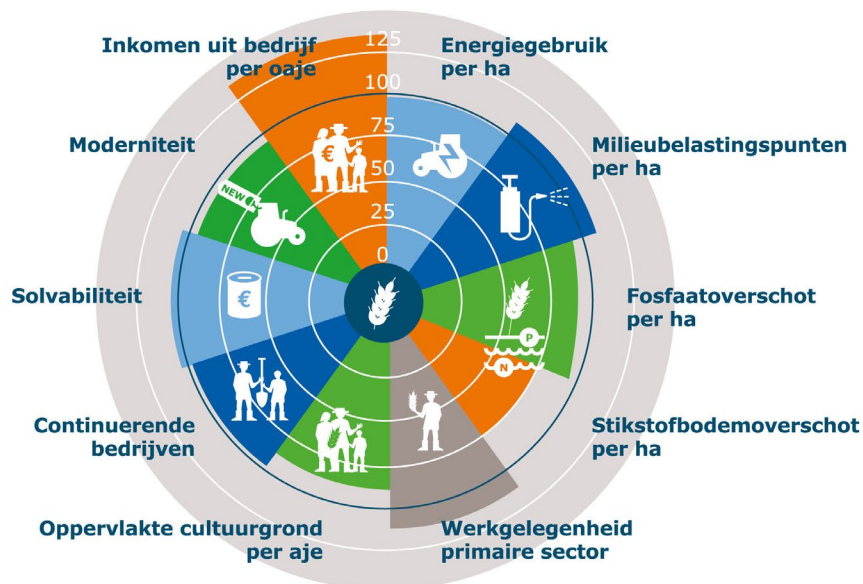 Inkomen uit bedrijf
per oaje
Energiegebruik
per ha
Milieubelastingspunten
per ha
Fosfaatoverschot
per ha
Stikstofbodemoverschot
per ha
Werkgelegenheid
primaire sector
Oppervlakte cultuurgrond
per aje
Continuerende
bedrijven
Solvabiliteit
Moderniteit
125
100
75
50
25
0
€
NEW
€
P
N